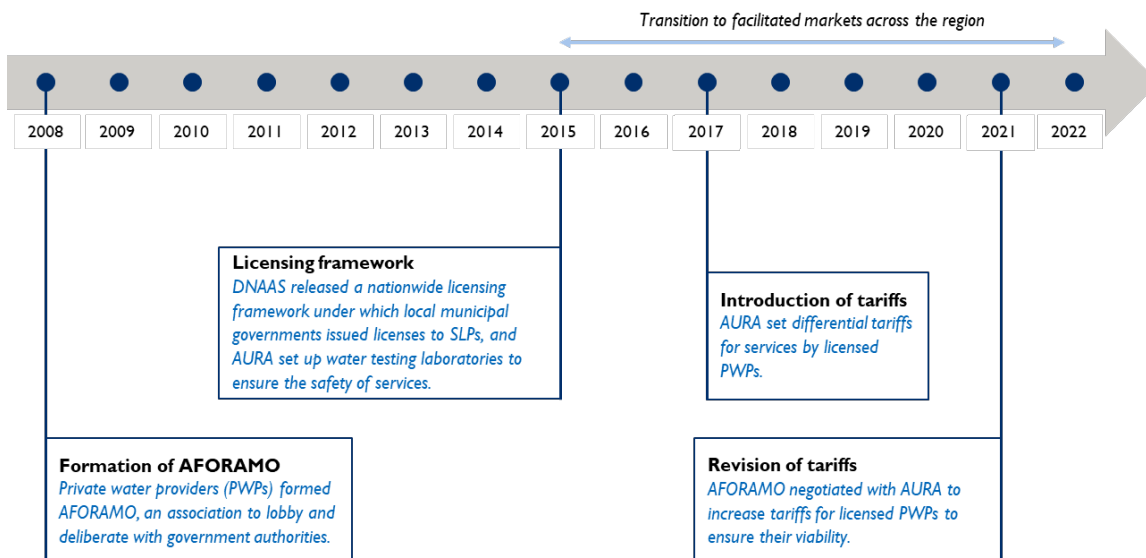 Transition to facilitated markets across the region
2008 2009 2010 2011 2012 2013 2014 2015 2016 2017 2018 2019 2020 2021 2022
Licensing framework
DNAAS released a nationwide licensing
framework under which local municipal
governments issued licenses to SLPs, and
AURA set up water testing laboratories to
ensure the safety of services.
Introduction of tariffs
AURA set differential tariffs
for services by licensed
PWPs.
Formation of AFORAMO
Private water providers (PWPs) formed
AFORAMO, an association to lobby and
deliberate with government authorities.
Revision of tariffs
AFORAMO negotiated with AURA to
increase tariffs for licensed PWPs to
ensure their viability.